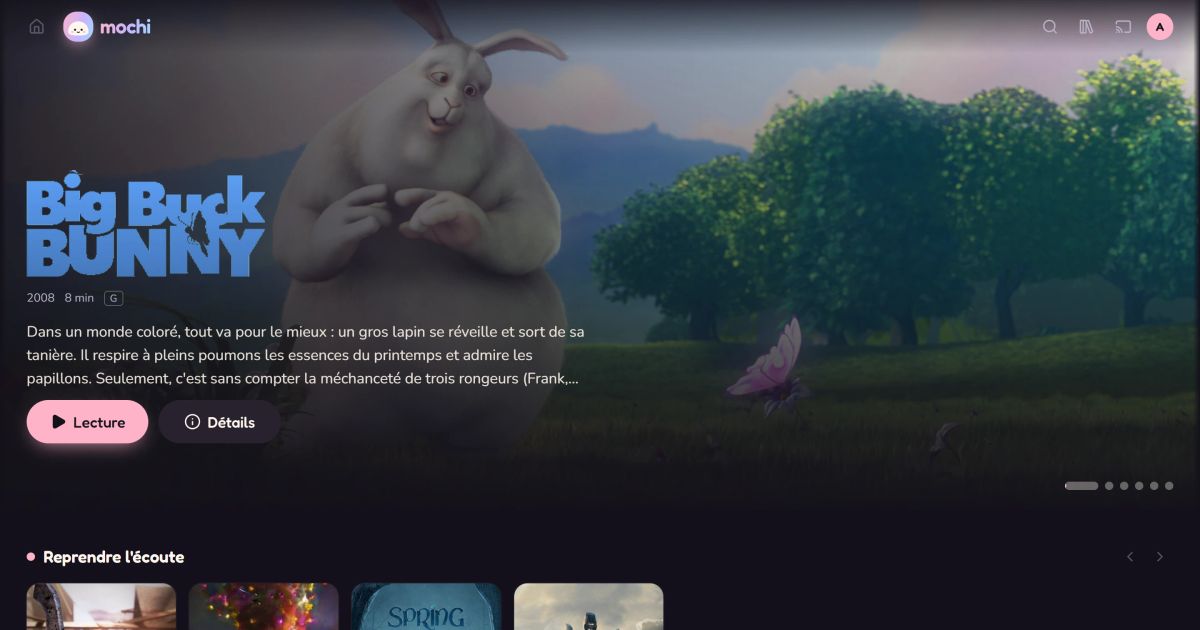 mochi
A
Big Buck
BUNNY
2008 8 min G
Dans un monde coloré, tout va pour le mieux : un gros lapin se réveille et sort de sa
tanière. Il respire à pleins poumons les essences du printemps et admire les
papillons. Seulement, c'est sans compter la méchanceté de trois rongeurs (Frank,...
Lecture
Détails
Reprendre l'écoute
SPRING